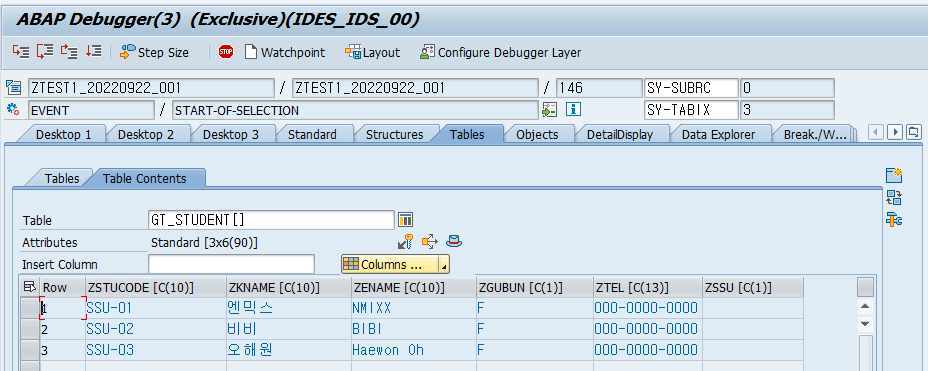 ABAP Debugger(3)  (Exclusive)(IDES_IDS_00)
Step Size STOP Watchpoint Layout Configure Debugger Layer
ZTEST1_20220922_001 / ZTEST1_20220922_001 / 146 SY-SUBRC 0
EVENT / START-OF-SELECTION SY-TABIX 3
Desktop 1 Desktop 2 Desktop 3 Standard Structures Tables Objects DetailDisplay Data Explorer Break./W...
Tables Table Contents
Table GT_STUDENT[]
Attributes Standard [3x6(90)]
Insert Column Columns ...
Row ZSTUCODE [C(10)] ZKNAME [C(10)] ZENAME [C(10)] ZGUBUN [C(1)] ZTEL [C(13)] ZSSU [C(1)]
1 SSU-01 엔믹스 NMIXX F 000-0000-0000
2 SSU-02 비비 BIBI F 000-0000-0000
3 SSU-03 오해원 Haewon Oh F 000-0000-0000